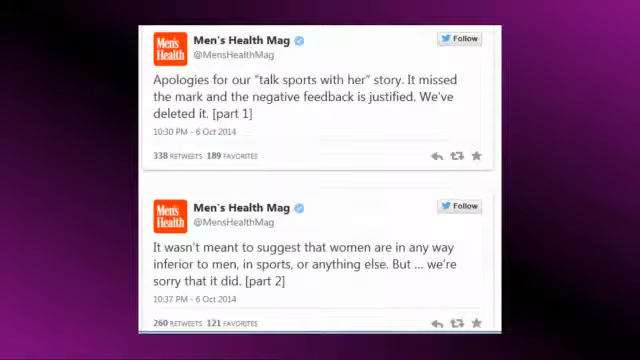 Men's Health
Men's Health Mag
Follow
@MensHealthMag
Apologies for our “talk sports with her” story. It missed
the mark and the negative feedback is justified. We've
deleted it. [part 1]
10:30 PM - 6 Oct 2014
338 RETWEETS 189 FAVORITES
Men's Health
Men's Health Mag
Follow
@MensHealthMag
It wasn't meant to suggest that women are in any way
inferior to men, in sports, or anything else. But ... we're
sorry that it did. [part 2]
10:37 PM - 6 Oct 2014
260 RETWEETS 121 FAVORITES